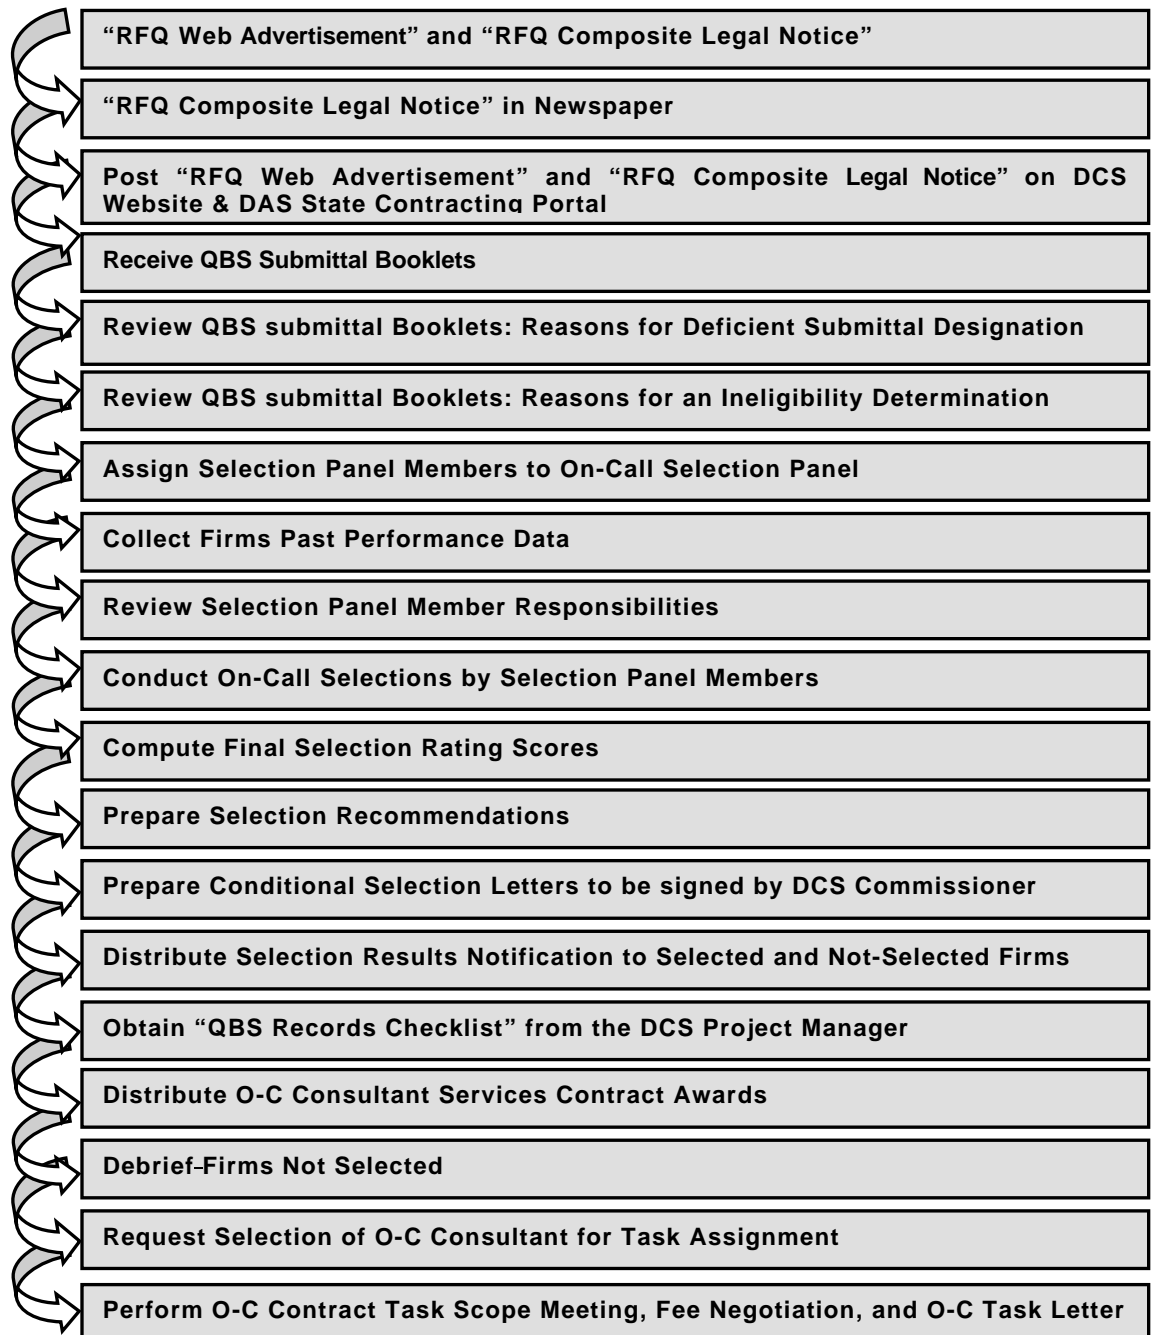 “RFQ Web Advertisement” and “RFQ Composite Legal Notice”
“RFQ Composite Legal Notice” in Newspaper
Post “RFQ Web Advertisement” and “RFQ Composite Legal Notice” on DCS
Website & DAS State Contracting Portal
Receive QBS Submittal Booklets
Review QBS submittal Booklets: Reasons for Deficient Submittal Designation
Review QBS submittal Booklets: Reasons for an Ineligibility Determination
Assign Selection Panel Members to On-Call Selection Panel
Collect Firms Past Performance Data
Review Selection Panel Member Responsibilities
Conduct On-Call Selections by Selection Panel Members
Compute Final Selection Rating Scores
Prepare Selection Recommendations
Prepare Conditional Selection Letters to be signed by DCS Commissioner
Distribute Selection Results Notification to Selected and Not-Selected Firms
Obtain “QBS Records Checklist” from the DCS Project Manager
Distribute O-C Consultant Services Contract Awards
Debrief–Firms Not Selected
Request Selection of O-C Consultant for Task Assignment
Perform O-C Contract Task Scope Meeting, Fee Negotiation, and O-C Task Letter